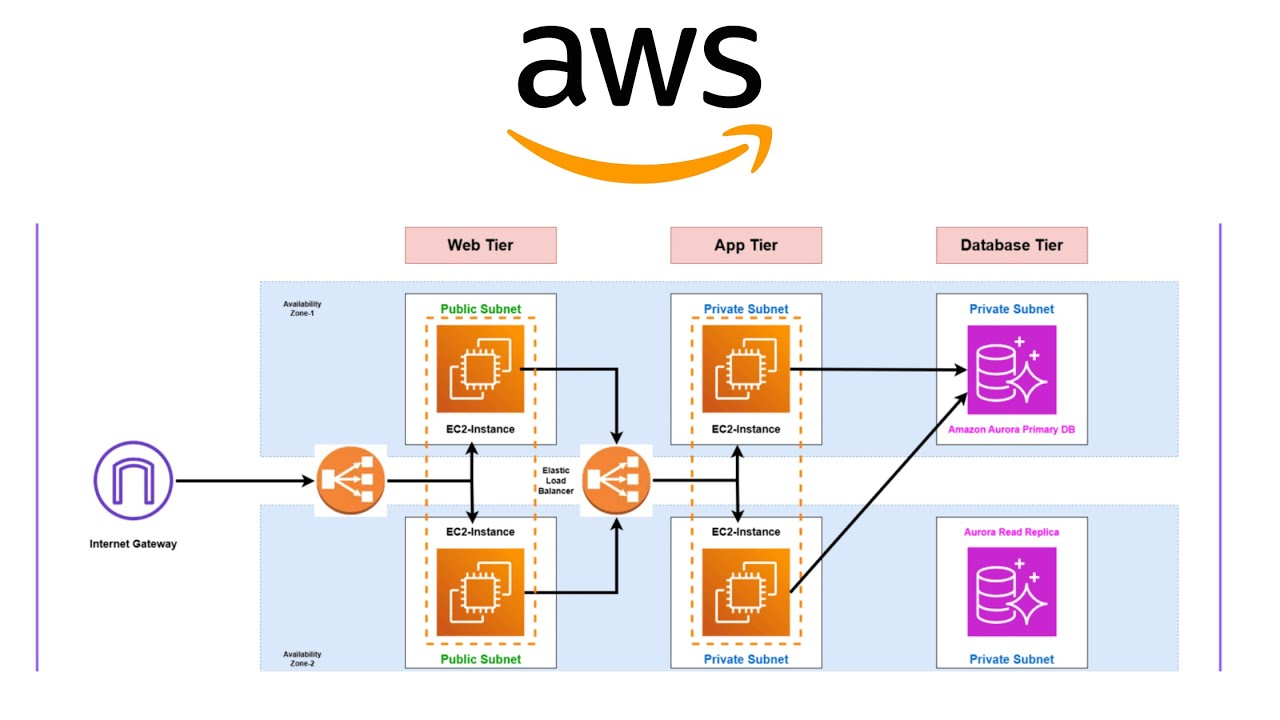 aws
Web Tier
App Tier
Database Tier
Availability
Zone-1
Public Subnet
Private Subnet
Private Subnet
EC2-Instance
EC2-Instance
Amazon Aurora Primary DB
Internet Gateway
Elastic
Load
Balancer
EC2-Instance
EC2-Instance
Aurora Read Replica
Availability
Zone-2
Public Subnet
Private Subnet
Private Subnet